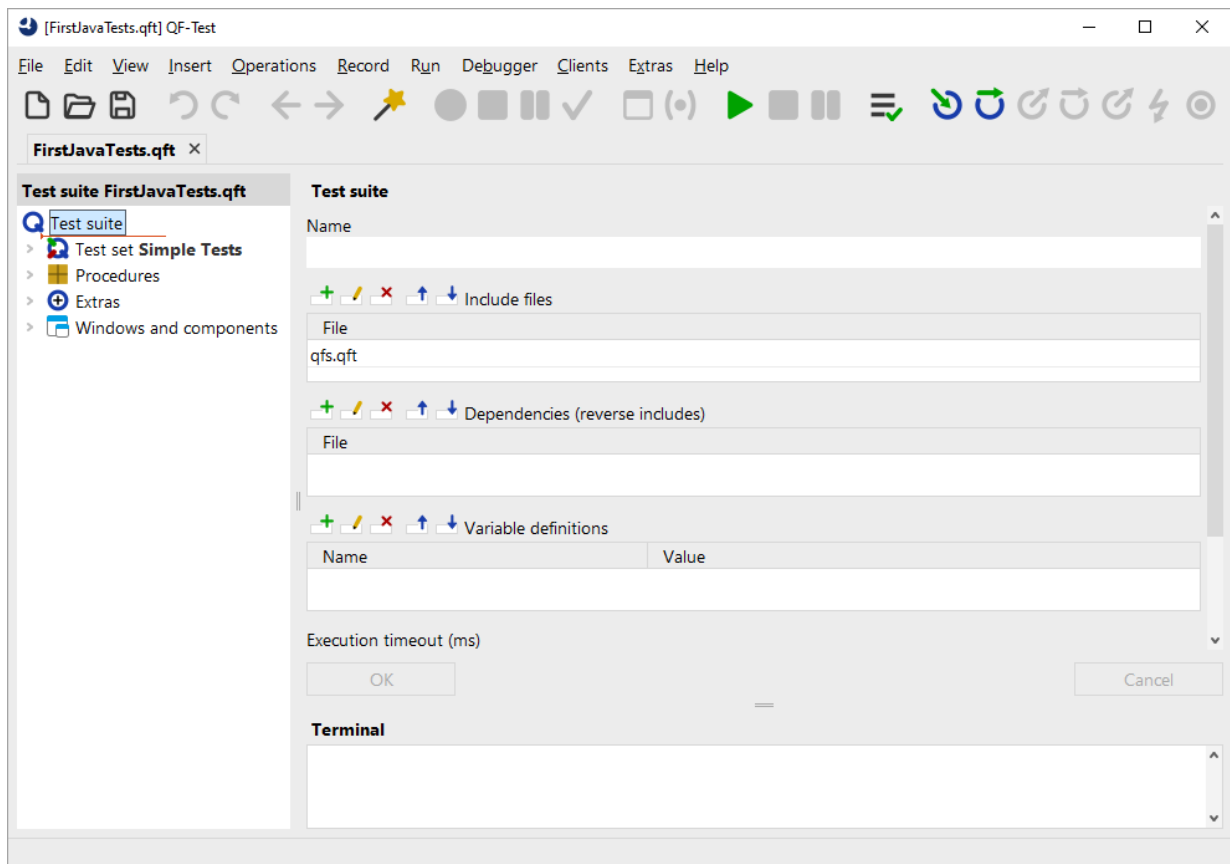 [FirstJavaTests.qft] QF-Test
File Edit View Insert Operations Record Run Debugger Clients Extras Help
FirstJavaTests.qft
Test suite FirstJavaTests.qft
Test suite
Test set Simple Tests
Procedures
Extras
Windows and components
Test suite
Name
Include files
File
qfs.qft
Dependencies (reverse includes)
File
Variable definitions
Name Value
Execution timeout (ms)
OK Cancel
Terminal